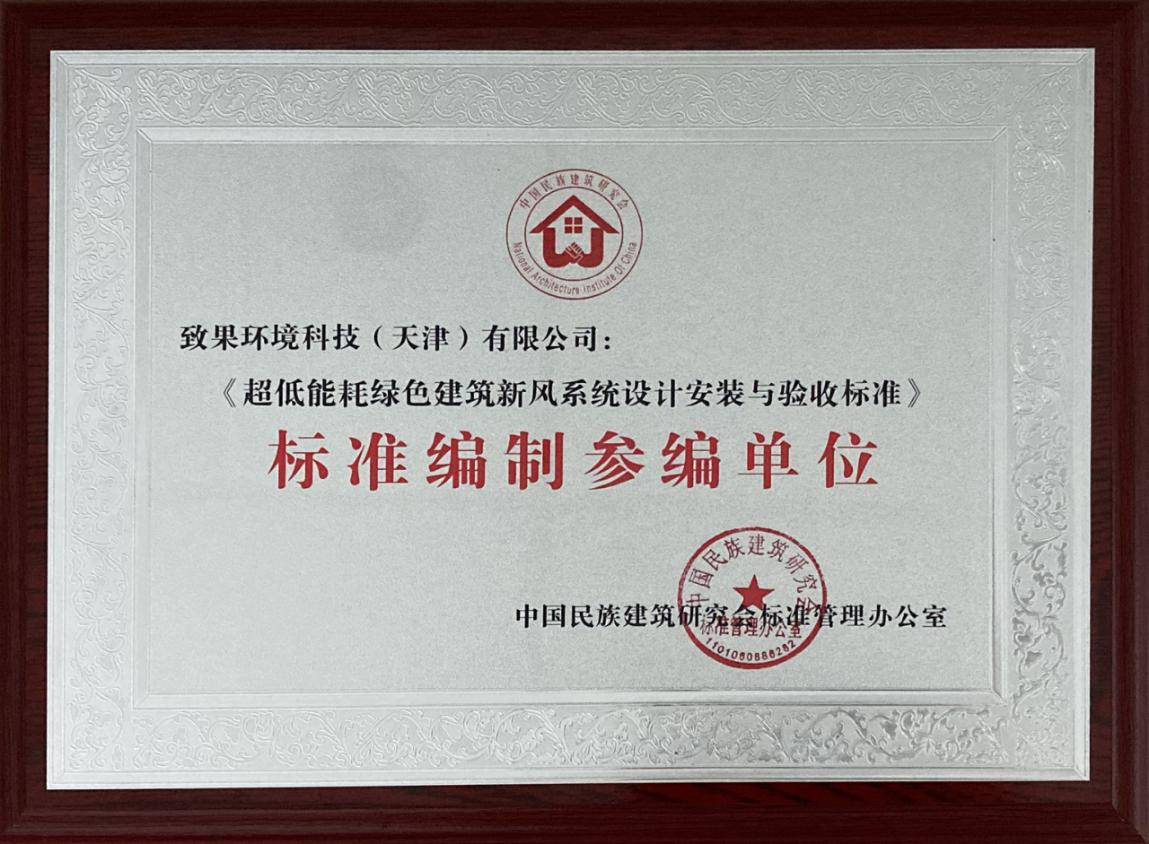 中国民族建筑研究会
National Architecture Institute Of China
致果环境科技（天津）有限公司：
《超低能耗绿色建筑新风系统设计安装与验收标准》
标准编制参编单位
中国民族建筑研究会标准管理办公室
中国民族建筑研究会
标准管理办公室
1101060886282